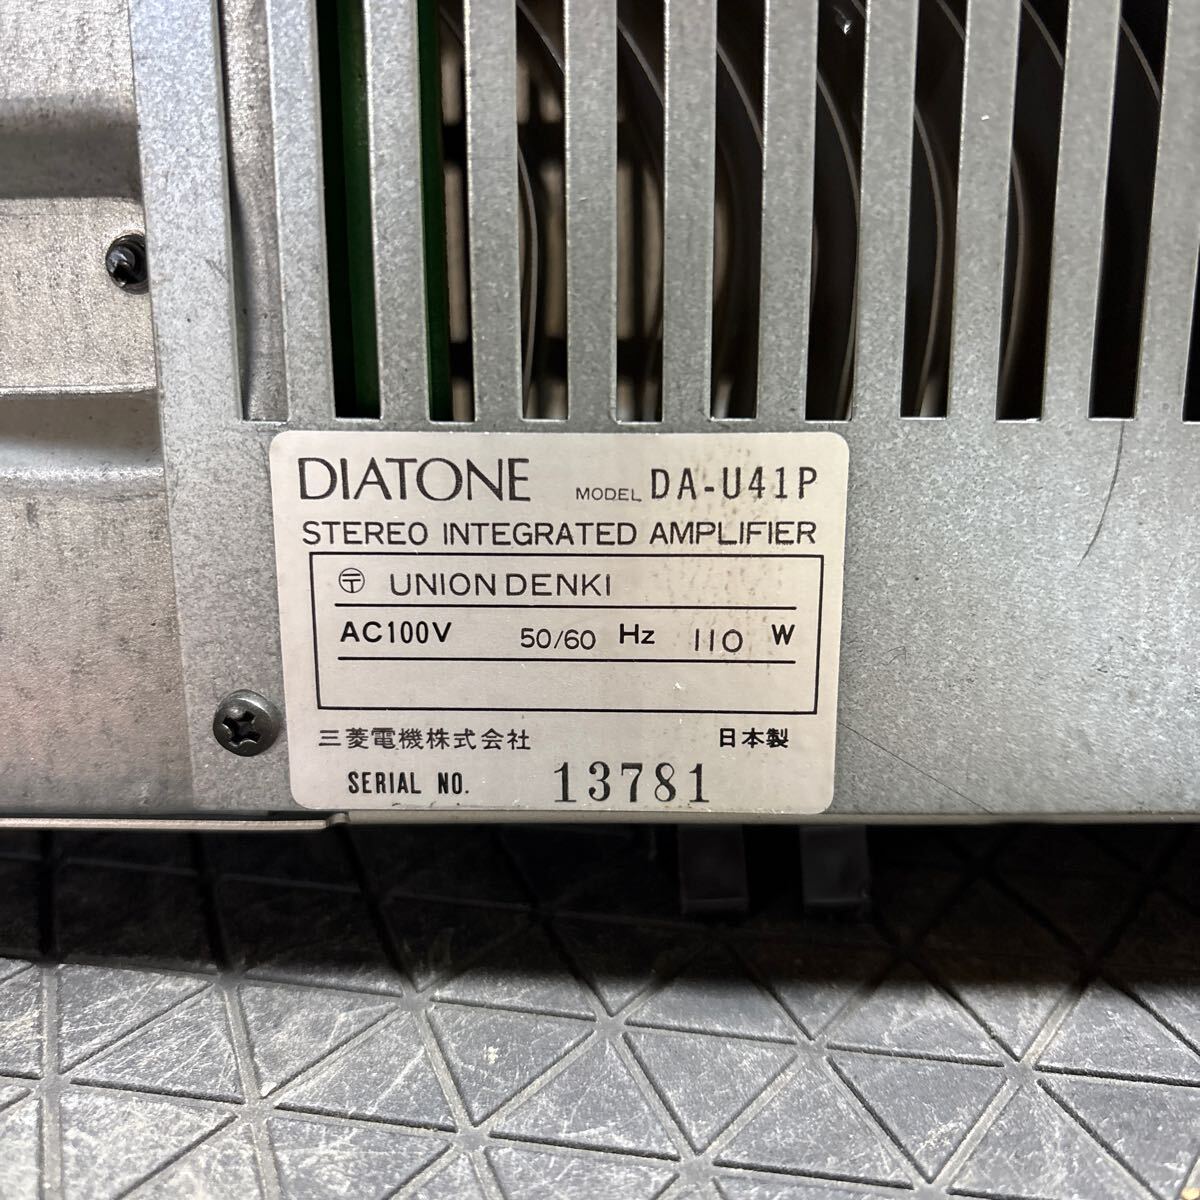 DIATONE MODEL DA-U41P
STEREO INTEGRATED AMPLIFIER
〶 UNION DENKI
AC100V 50/60 Hz 110 W
三菱電機株式会社 日本製
SERIAL NO. 13781